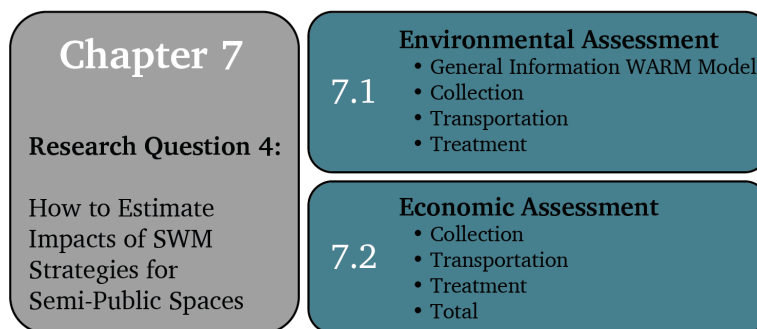 Chapter 7
Research Question 4:
How to Estimate
Impacts of SWM
Strategies for
Semi-Public Spaces
7.1
Environmental Assessment
• General Information WARM Model
• Collection
• Transportation
• Treatment
7.2
Economic Assessment
• Collection
• Transportation
• Treatment
• Total